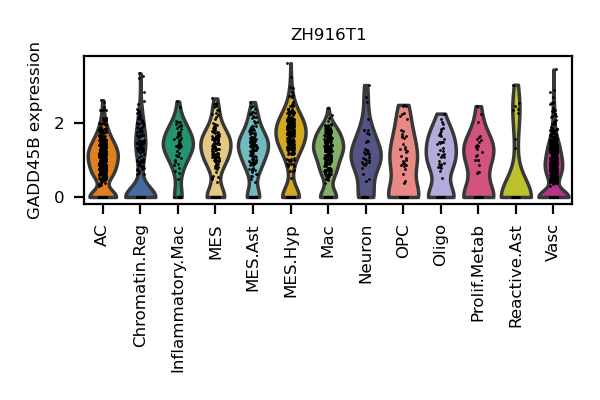 ZH916T1
GADD45B expression
2
0
AC
Chromatin.Reg
Inflammatory.Mac
MES
MES.Ast
MES.Hyp
Mac
Neuron
OPC
Oligo
Prolif.Metab
Reactive.Ast
Vasc